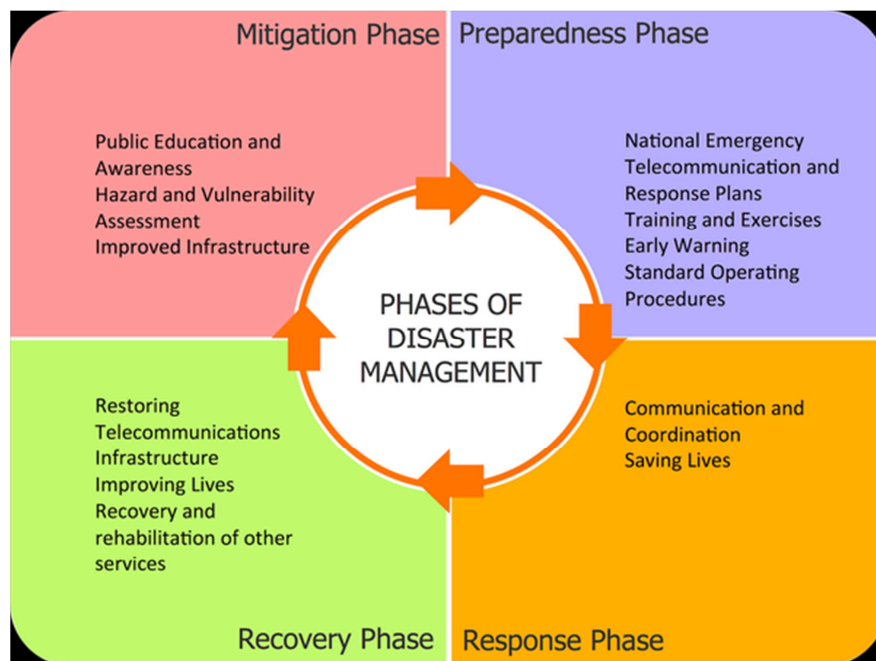 Mitigation Phase
Public Education and
Awareness
Hazard and Vulnerability
Assessment
Improved Infrastructure
Preparedness Phase
National Emergency
Telecommunication and
Response Plans
Training and Exercises
Early Warning
Standard Operating
Procedures
PHASES OF
DISASTER
MANAGEMENT
Restoring
Telecommunications
Infrastructure
Improving Lives
Recovery and
rehabilitation of other
services
Recovery Phase
Communication and
Coordination
Saving Lives
Response Phase